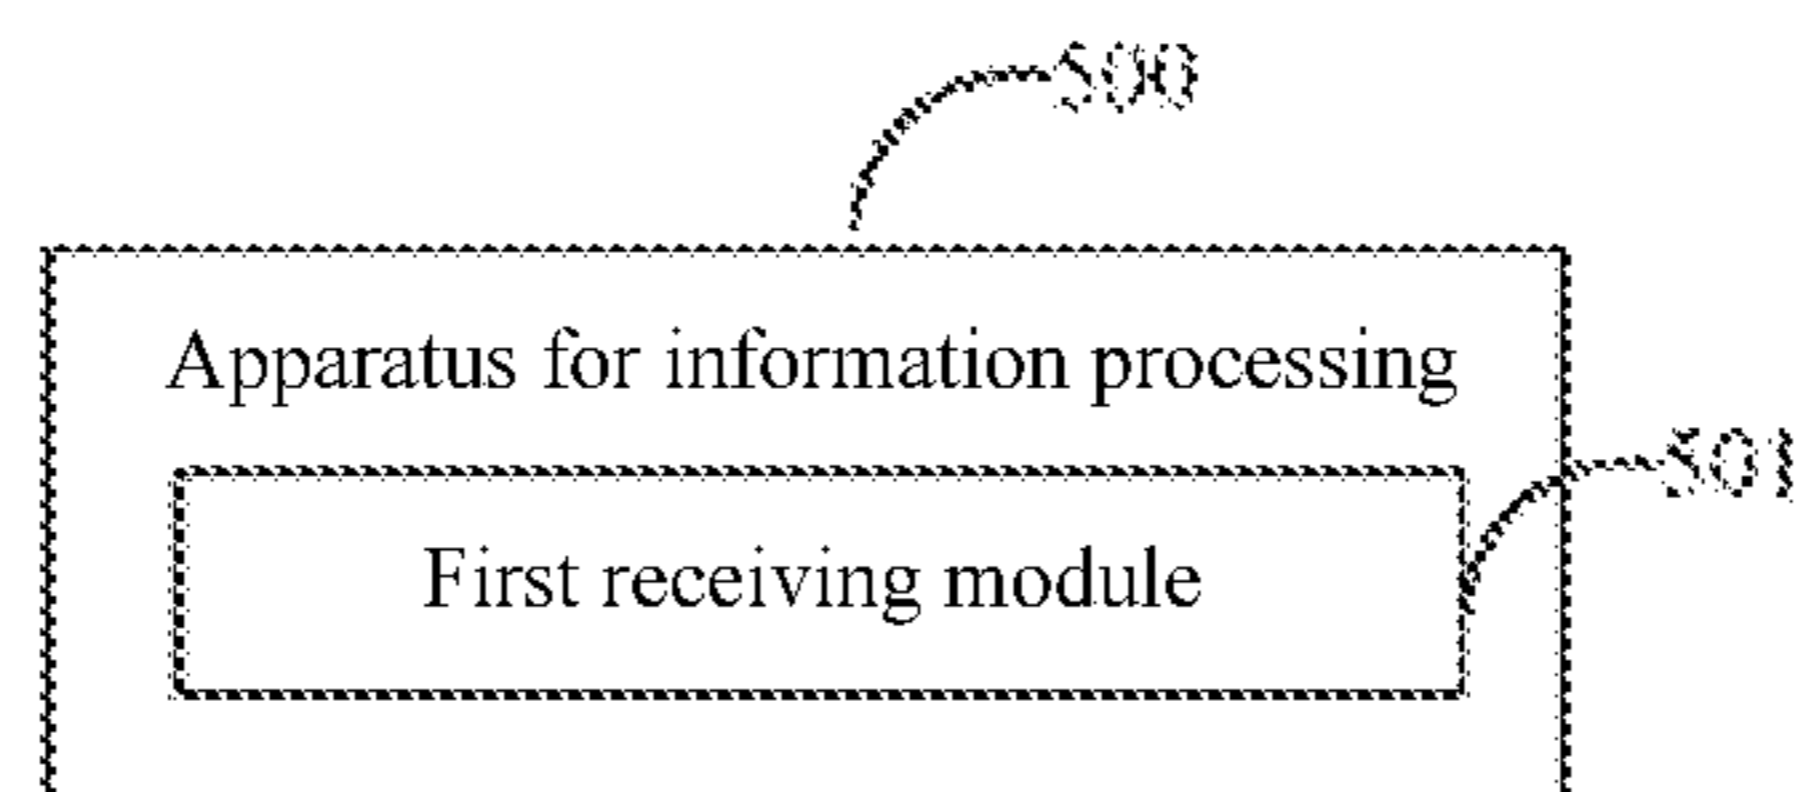 500
Apparatus for information processing
501
First receiving module